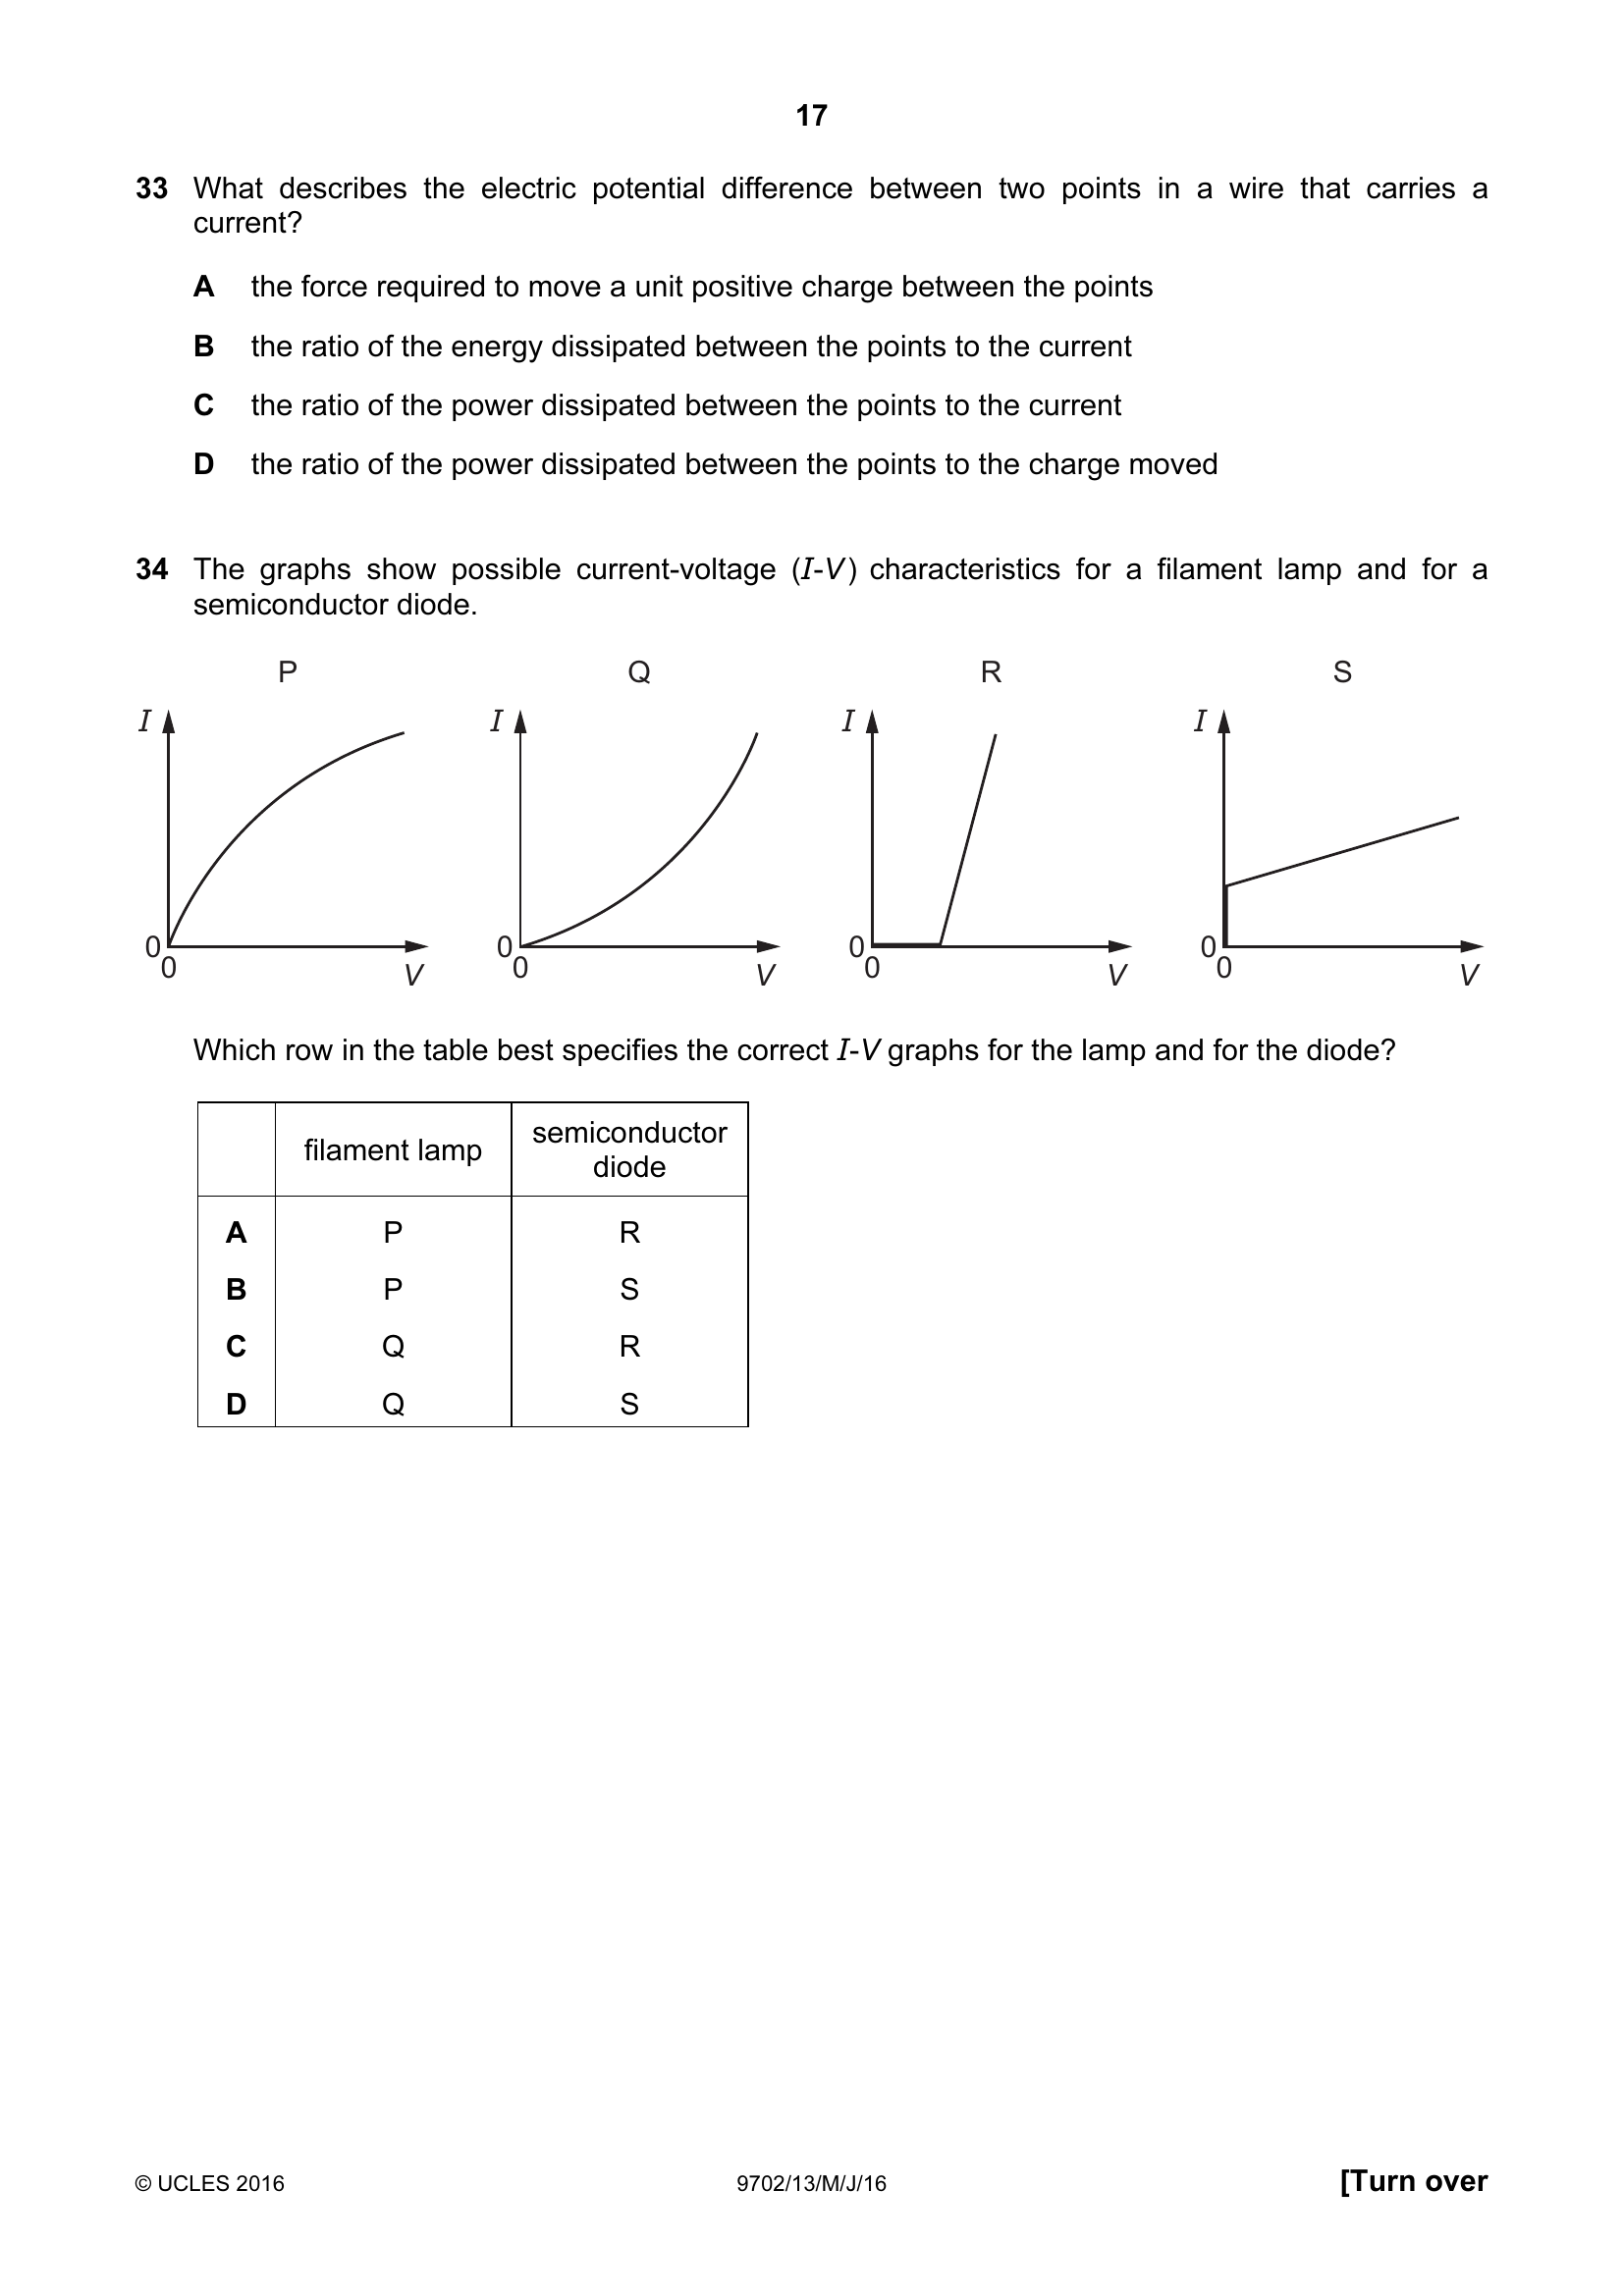 17
33 What describes the electric potential difference between two points in a wire that carries a
current?
A the force required to move a unit positive charge between the points
B the ratio of the energy dissipated between the points to the current
C the ratio of the power dissipated between the points to the current
D the ratio of the power dissipated between the points to the charge moved
34 The graphs show possible current-voltage (I-V) characteristics for a filament lamp and for a
semiconductor diode.
P Q R S
I I I I
0 0 0 0
0 0 0 0
V V V V
Which row in the table best specifies the correct I-V graphs for the lamp and for the diode?
filament lamp semiconductor
diode
A P R
B P S
C Q R
D Q S
© UCLES 2016 9702/13/M/J/16 [Turn over